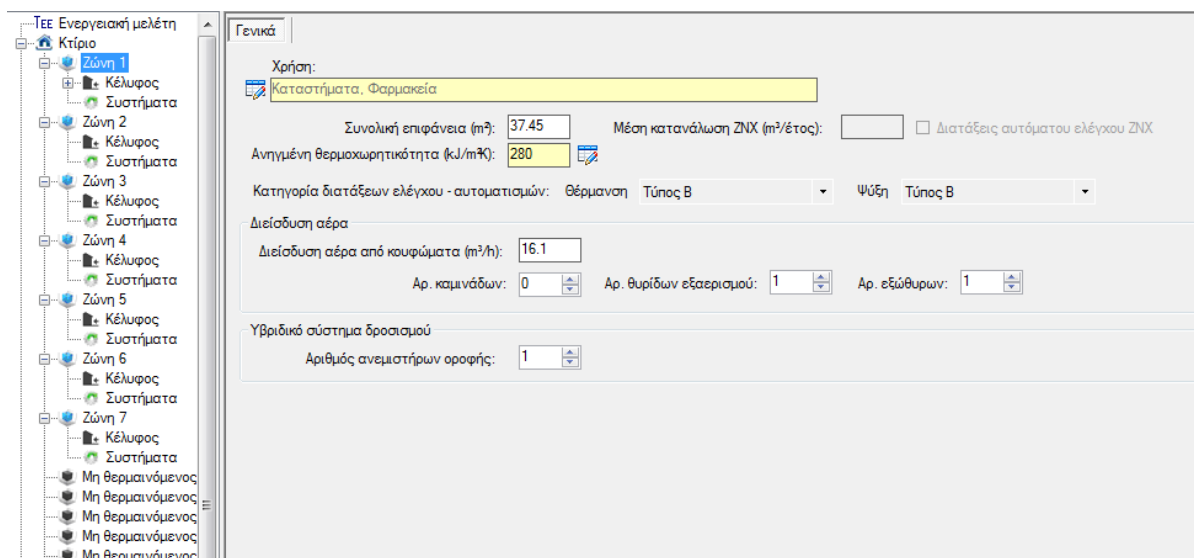 TEE Ενεργειακή μελέτη
Κτίριο
Ζώνη 1
Κέλυφος
Συστήματα
Ζώνη 2
Κέλυφος
Συστήματα
Ζώνη 3
Κέλυφος
Συστήματα
Ζώνη 4
Κέλυφος
Συστήματα
Ζώνη 5
Κέλυφος
Συστήματα
Ζώνη 6
Κέλυφος
Συστήματα
Ζώνη 7
Κέλυφος
Συστήματα
Μη θερμαινόμενος
Μη θερμαινόμενος
Μη θερμαινόμενος
Μη θερμαινόμενος
Μη θερμαινόμενος
Γενικά
Χρήση:
Καταστήματα, Φαρμακεία
Συνολική επιφάνεια (m²): 37.45 Μέση κατανάλωση ΖΝΧ (m³/έτος): Διατάξεις αυτόματου ελέγχου ΖΝΧ
Ανηγμένη θερμοχωρητικότητα (kJ/m²K): 280
Κατηγορία διατάξεων ελέγχου - αυτοματισμών: Θέρμανση Τύπος Β Ψύξη Τύπος Β
Διείσδυση αέρα
Διείσδυση αέρα από κουφώματα (m³/h): 16.1
Αρ. καμινάδων: 0 Αρ. θυρίδων εξαερισμού: 1 Αρ. εξώθυρων: 1
Υβριδικό σύστημα δροσισμού
Αριθμός ανεμιστήρων οροφής: 1